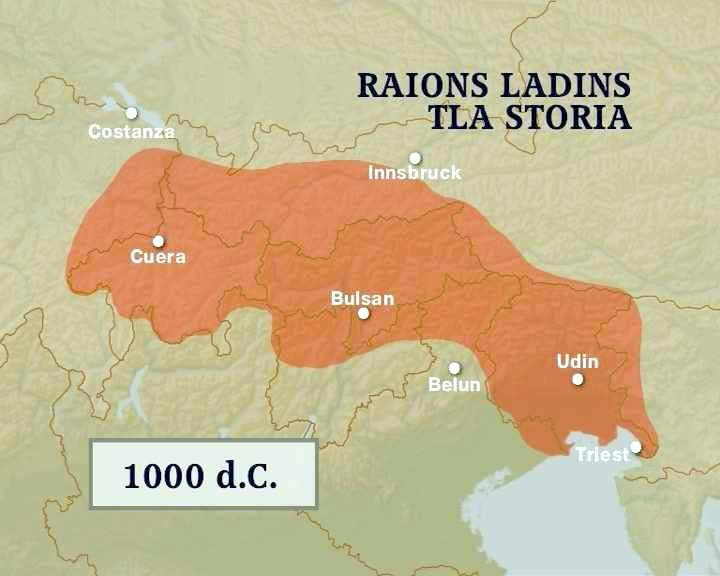 RAIONS LADINS
TLA STORIA
Costanza
Innsbruck
Cuera
Bulsan
Udin
Belun
Triest
1000 d.C.